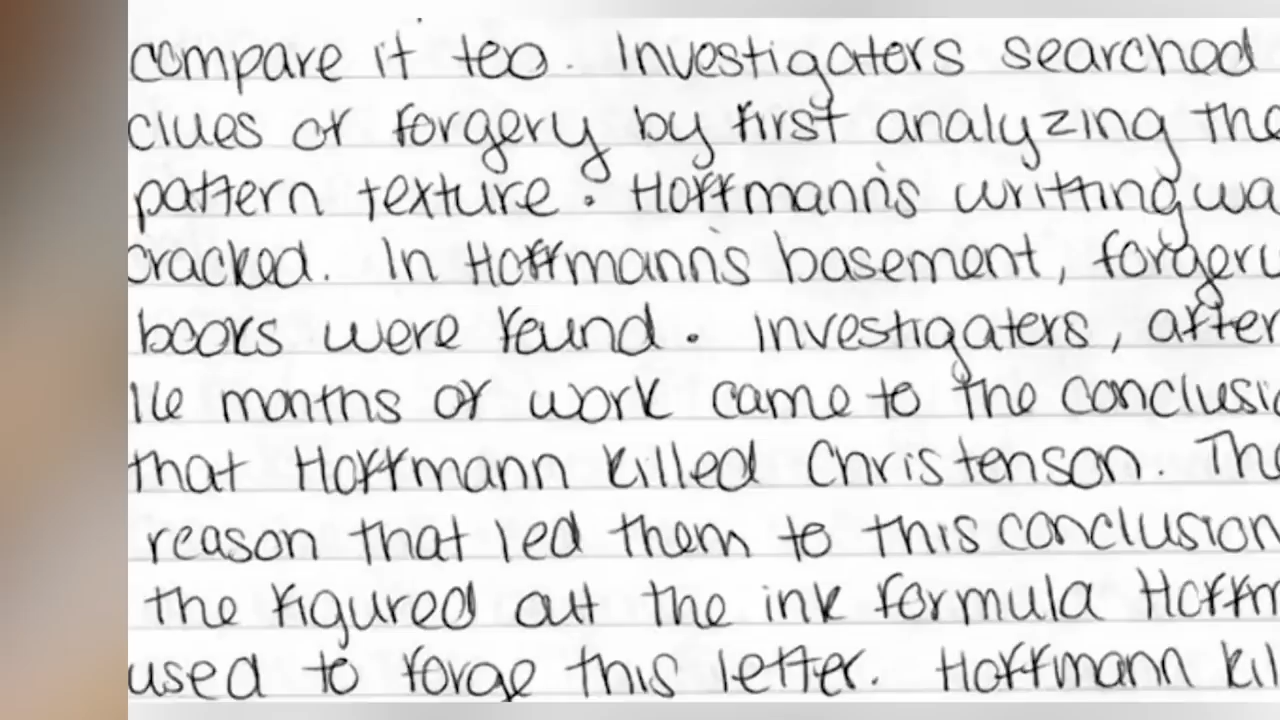 compare it too. Investigators searched
clues of forgery by first analyzing the
pattern texture. Hoffmann's writting wa
cracked. In Hoffmann's basement, forgery
books were found. Investigaters, after
16 months of work came to the conclusio
that Hoffmann killed Christenson. The
reason that led them to this conclusion
the figured out the ink formula Hoffm
used to forge this letter. Hoffmann kil